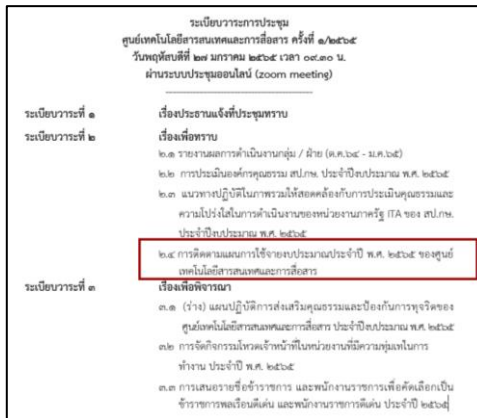 ระเบียบวาระการประชุม
ศูนย์เทคโนโลยีสารสนเทศและการสื่อสาร ครั้งที่ ๑/๒๕๖๕
วันพฤหัสบดีที่ ๒๗ มกราคม ๒๕๖๕ เวลา ๐๙.๓๐ น.
ผ่านระบบประชุมออนไลน์ (zoom meeting)
ระเบียบวาระที่ ๑ เรื่องประธานแจ้งที่ประชุมทราบ
ระเบียบวาระที่ ๒ เรื่องเพื่อทราบ
๒.๑ รายงานผลการดำเนินงานกลุ่ม / ฝ่าย (ต.ค.๖๔ - ม.ค.๖๕)
๒.๒ การประเมินองค์กรคุณธรรม สป.กษ. ประจำปีงบประมาณ พ.ศ. ๒๕๖๕
๒.๓ แนวทางปฏิบัติในภาพรวมให้สอดคล้องกับการประเมินคุณธรรมและ
ความโปร่งใสในการดำเนินงานของหน่วยงานภาครัฐ ITA ของ สป.กษ.
ประจำปีงบประมาณ พ.ศ. ๒๕๖๕
๒.๔ การติดตามแผนการใช้จ่ายงบประมาณประจำปี พ.ศ. ๒๕๖๕ ของศูนย์
เทคโนโลยีสารสนเทศและการสื่อสาร
ระเบียบวาระที่ ๓ เรื่องเพื่อพิจารณา
๓.๑ (ร่าง) แผนปฏิบัติการส่งเสริมคุณธรรมและป้องกันการทุจริตของ
ศูนย์เทคโนโลยีสารสนเทศและการสื่อสาร ประจำปีงบประมาณ พ.ศ. ๒๕๖๕
๓.๒ การจัดกิจกรรมโหวตเจ้าหน้าที่ในหน่วยงานที่มีความทุ่มเทในการ
ทำงาน ประจำปี พ.ศ. ๒๕๖๕
๓.๓ การเสนอรายชื่อข้าราชการ และพนักงานราชการเพื่อคัดเลือกเป็น
ข้าราชการพลเรือนดีเด่น และพนักงานราชการดีเด่น ประจำปี ๒๕๖๕